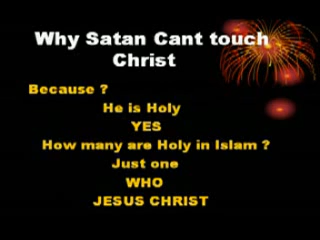 Why Satan Cant touch
Christ
Because ?
He is Holy
YES
How many are Holy in Islam ?
Just one
WHO
JESUS CHRIST